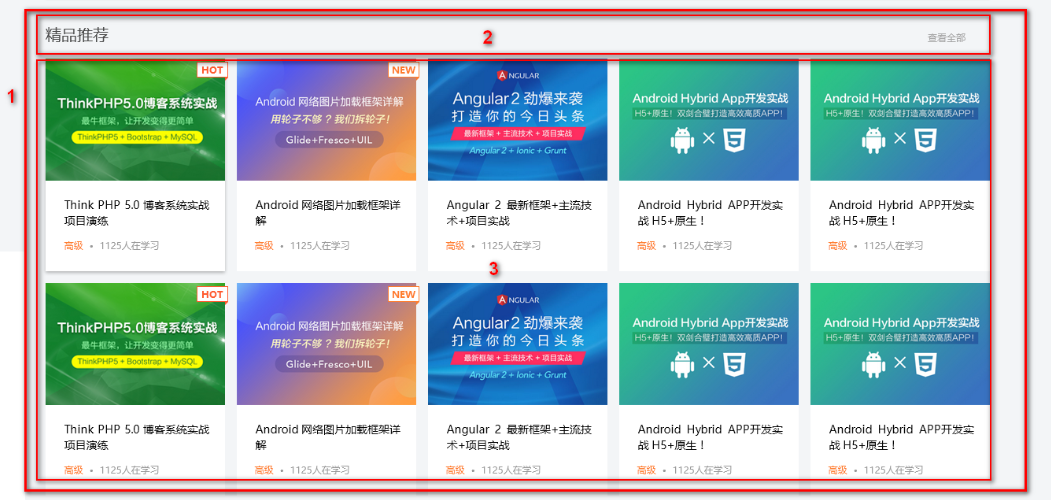 精品推荐
查看全部
1
2
HOT
ThinkPHP5.0博客系统实战
最牛框架，让开发变得更简单
ThinkPHP5 + Bootstrap + MySQL
Think PHP 5.0 博客系统实战
项目演练
高级 • 1125人在学习
NEW
Android 网络图片加载框架详解
用轮子不够？我们拆轮子！
Glide+Fresco+UIL
Android 网络图片加载框架详
解
高级 • 1125人在学习
ANGULAR
Angular 2 劲爆来袭
打造你的今日头条
最新框架 + 主流技术 + 项目实战
Angular 2 + Ionic + Grunt
Angular 2 最新框架+主流技
术+项目实战
高级 • 1125人在学习
Android Hybrid App开发实战
H5+原生！双剑合璧打造高效高质APP！
Android Hybrid APP开发实
战 H5+原生！
高级 • 1125人在学习
Android Hybrid App开发实战
H5+原生！双剑合璧打造高效高质APP！
Android Hybrid APP开发实
战 H5+原生！
高级 • 1125人在学习
3
HOT
ThinkPHP5.0博客系统实战
最牛框架，让开发变得更简单
ThinkPHP5 + Bootstrap + MySQL
Think PHP 5.0 博客系统实战
项目演练
高级 • 1125人在学习
NEW
Android 网络图片加载框架详解
用轮子不够？我们拆轮子！
Glide+Fresco+UIL
Android 网络图片加载框架详
解
高级 • 1125人在学习
ANGULAR
Angular 2 劲爆来袭
打造你的今日头条
最新框架 + 主流技术 + 项目实战
Angular 2 + Ionic + Grunt
Angular 2 最新框架+主流技
术+项目实战
高级 • 1125人在学习
Android Hybrid App开发实战
H5+原生！双剑合璧打造高效高质APP！
Android Hybrid APP开发实
战 H5+原生！
高级 • 1125人在学习
Android Hybrid App开发实战
H5+原生！双剑合璧打造高效高质APP！
Android Hybrid APP开发实
战 H5+原生！
高级 • 1125人在学习